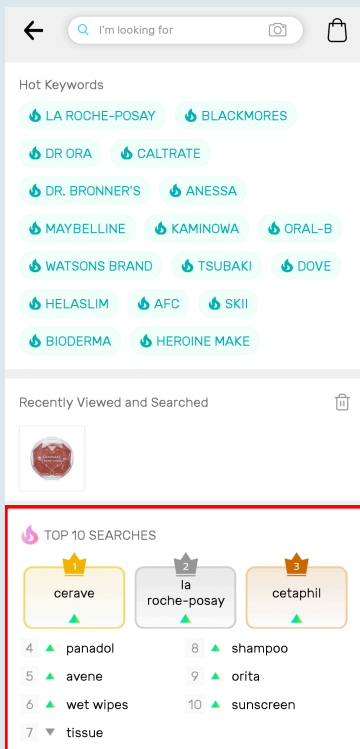 I'm looking for
Hot Keywords
LA ROCHE-POSAY BLACKMORES
DR ORA CALTRATE
DR. BRONNER'S ANESSA
MAYBELLINE KAMINOWA ORAL-B
WATSONS BRAND TSUBAKI DOVE
HELASLIM AFC SKII
BIODERMA HEROINE MAKE
Recently Viewed and Searched
TOP 10 SEARCHES
1 2 3
cerave la roche-posay cetaphil
4 panadol 8 shampoo
5 avene 9 orita
6 wet wipes 10 sunscreen
7 tissue